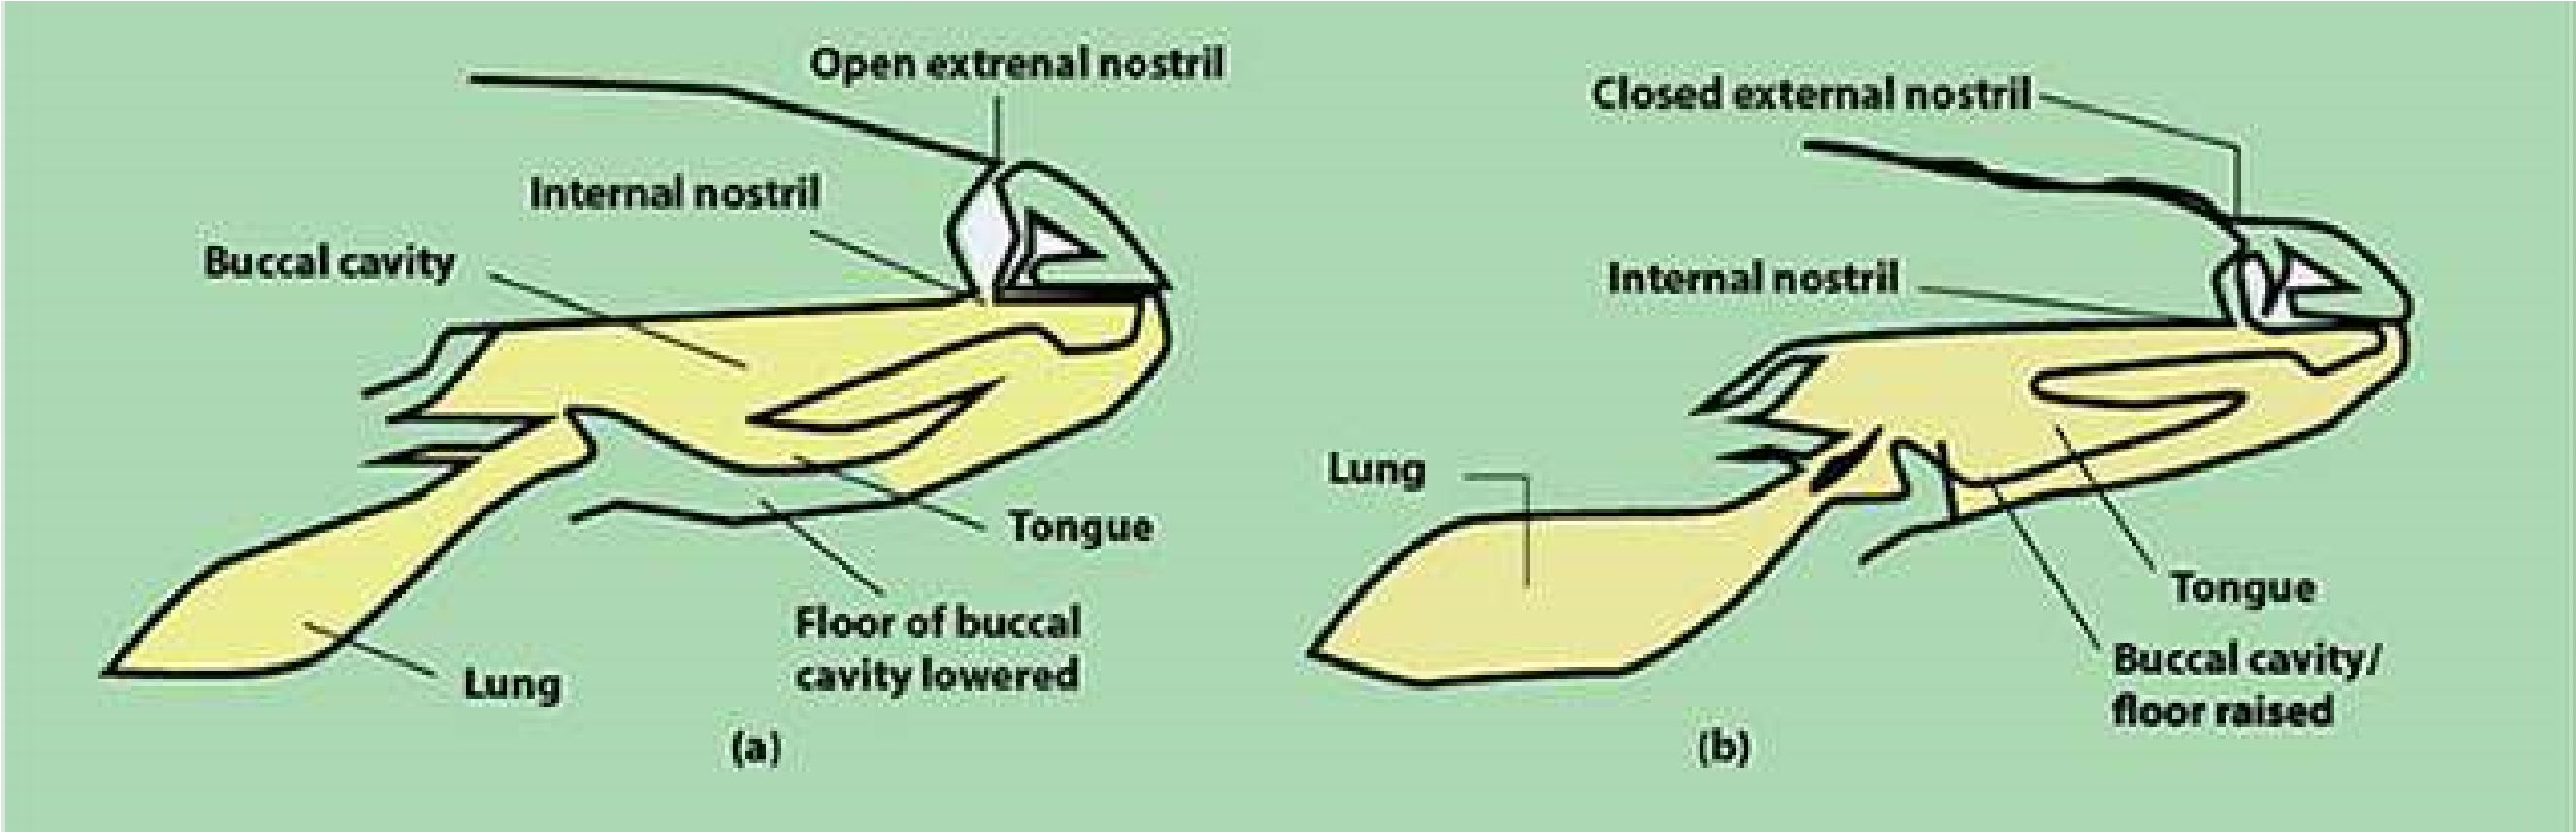 Open extrenal nostril
Internal nostril
Buccal cavity
Tongue
Floor of buccal
cavity lowered
Lung
(a)
Closed external nostril
Internal nostril
Lung
Tongue
Buccal cavity/
floor raised
(b)